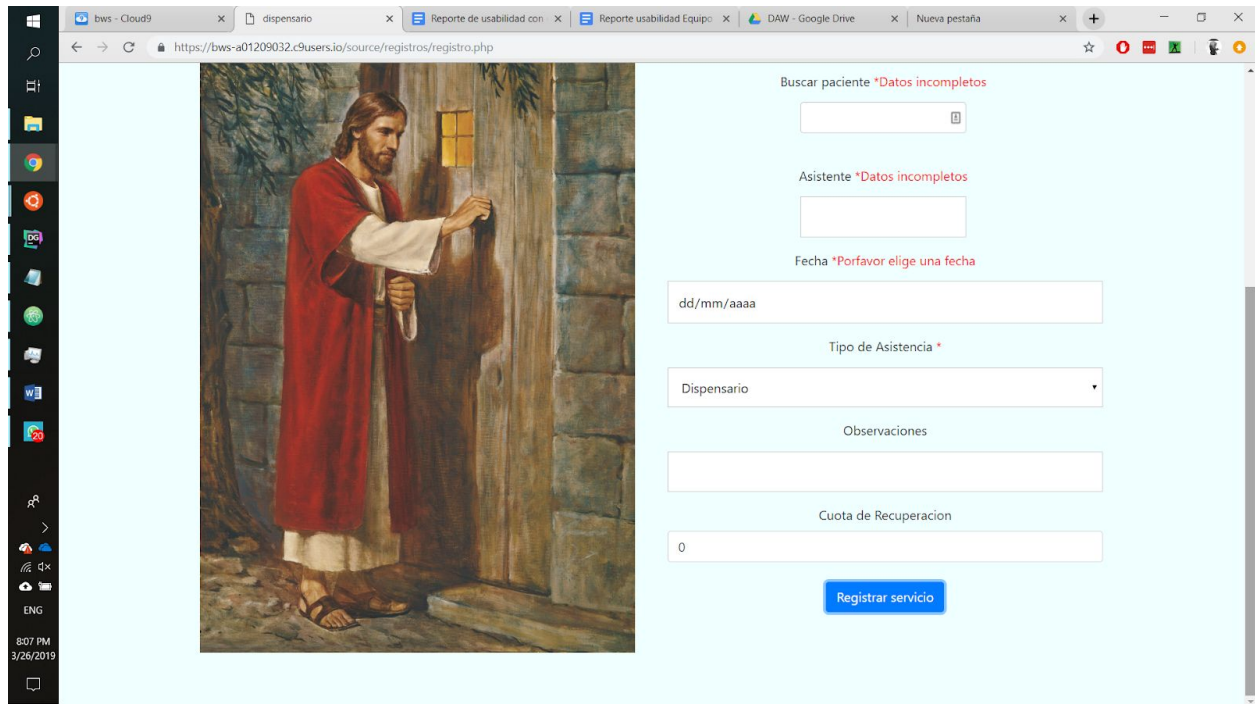 bws - Cloud9
dispensario
Reporte de usabilidad con
Reporte usabilidad Equipo
DAW - Google Drive
Nueva pestaña
https://bws-a01209032.c9users.io/source/registros/registro.php
Buscar paciente *Datos incompletos
Asistente *Datos incompletos
Fecha *Porfavor elige una fecha
dd/mm/aaaa
Tipo de Asistencia *
Dispensario
Observaciones
Cuota de Recuperacion
0
Registrar servicio
DG
W
20
ENG
8:07 PM
3/26/2019